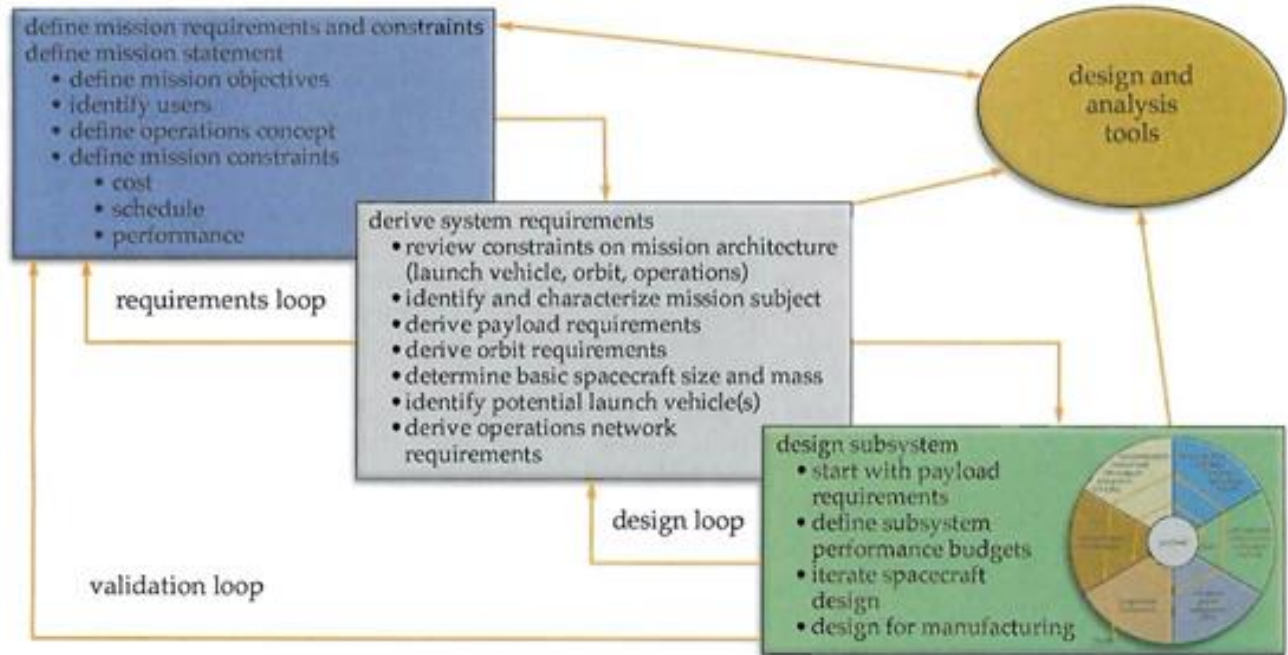 define mission requirements and constraints
define mission statement
• define mission objectives
• identify users
• define operations concept
• define mission constraints
• cost
• schedule
• performance
design and
analysis
tools
derive system requirements
• review constraints on mission architecture
(launch vehicle, orbit, operations)
• identify and characterize mission subject
• derive payload requirements
• derive orbit requirements
• determine basic spacecraft size and mass
• identify potential launch vehicle(s)
• derive operations network
requirements
requirements loop
design subsystem
• start with payload
requirements
• define subsystem
performance budgets
• iterate spacecraft
design
• design for manufacturing
design loop
validation loop